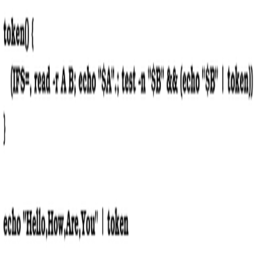 token() {
(IFS=, read -r A B; echo "$A".; test -n "$B" && (echo "$B" | token))
}
echo "Hello,How,Are,You" | token